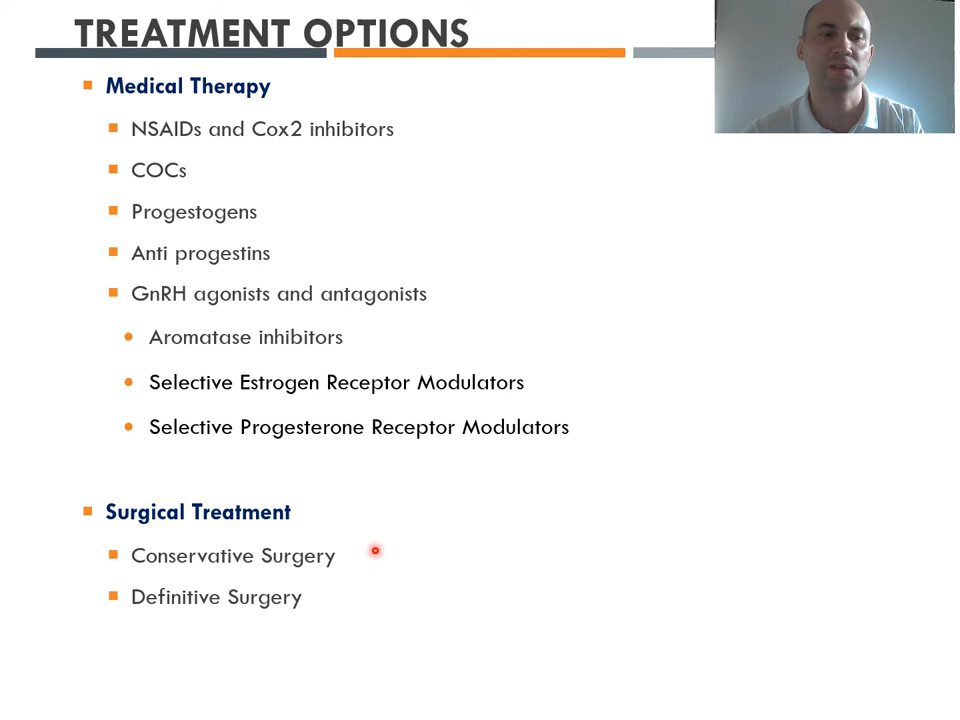 TREATMENT OPTIONS
Medical Therapy
NSAIDs and Cox2 inhibitors
COCs
Progestogens
Anti progestins
GnRH agonists and antagonists
Aromatase inhibitors
Selective Estrogen Receptor Modulators
Selective Progesterone Receptor Modulators
Surgical Treatment
Conservative Surgery
Definitive Surgery